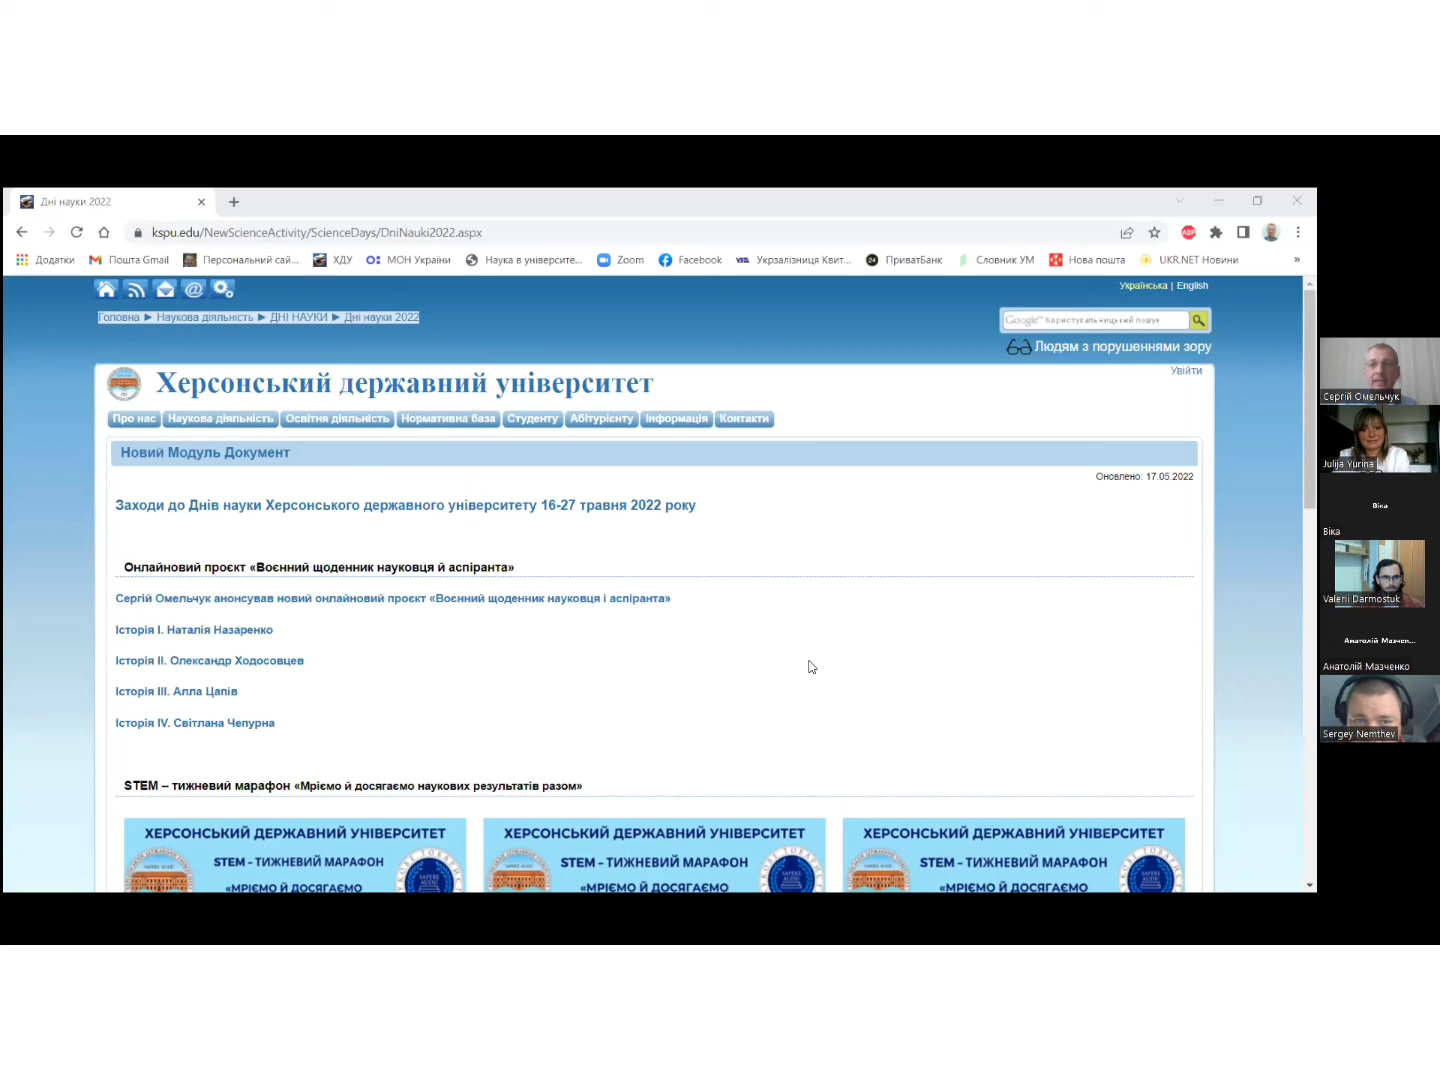 Дні науки 2022
kspu.edu/NewScienceActivity/ScienceDays/DniNauki2022.aspx
ABP
Додатки Пошта Gmail Персональний сай... ХДУ МОН України Наука в університе... Zoom Facebook Укрзалізниця Квит... 24 ПриватБанк Словник УМ Нова пошта UKR.NET Новини »
Українська | English
Головна ► Наукова діяльність ► ДНІ НАУКИ ► Дні науки 2022
Google™ Користувальницький пошук
Людям з порушеннями зору
Увійти
Херсонський державний університет
Про нас Наукова діяльність Освітня діяльність Нормативна база Студенту Абітурієнту Інформація Контакти
Новий Модуль Документ
Оновлено: 17.05.2022
Заходи до Днів науки Херсонського державного університету 16-27 травня 2022 року
Онлайновий проєкт «Воєнний щоденник науковця й аспіранта»
Сергій Омельчук анонсував новий онлайновий проєкт «Воєнний щоденник науковця і аспіранта»
Історія І. Наталія Назаренко
Історія ІІ. Олександр Ходосовцев
Історія ІІІ. Алла Цапів
Історія IV. Світлана Чепурна
STEM – тижневий марафон «Мріємо й досягаємо наукових результатів разом»
ХЕРСОНСЬКИЙ ДЕРЖАВНИЙ УНІВЕРСИТЕТ
STEM – ТИЖНЕВИЙ МАРАФОН
«МРІЄМО Й ДОСЯГАЄМО
ХЕРСОНСЬКИЙ ДЕРЖАВНИЙ УНІВЕРСИТЕТ
STEM – ТИЖНЕВИЙ МАРАФОН
«МРІЄМО Й ДОСЯГАЄМО
ХЕРСОНСЬКИЙ ДЕРЖАВНИЙ УНІВЕРСИТЕТ
STEM – ТИЖНЕВИЙ МАРАФОН
«МРІЄМО Й ДОСЯГАЄМО
Сергій Омельчук
Julija Yurina
Віка
Віка
Valerii Darmostuk
Анатолій Мазчен...
Анатолій Мазченко
Sergey Nemthev